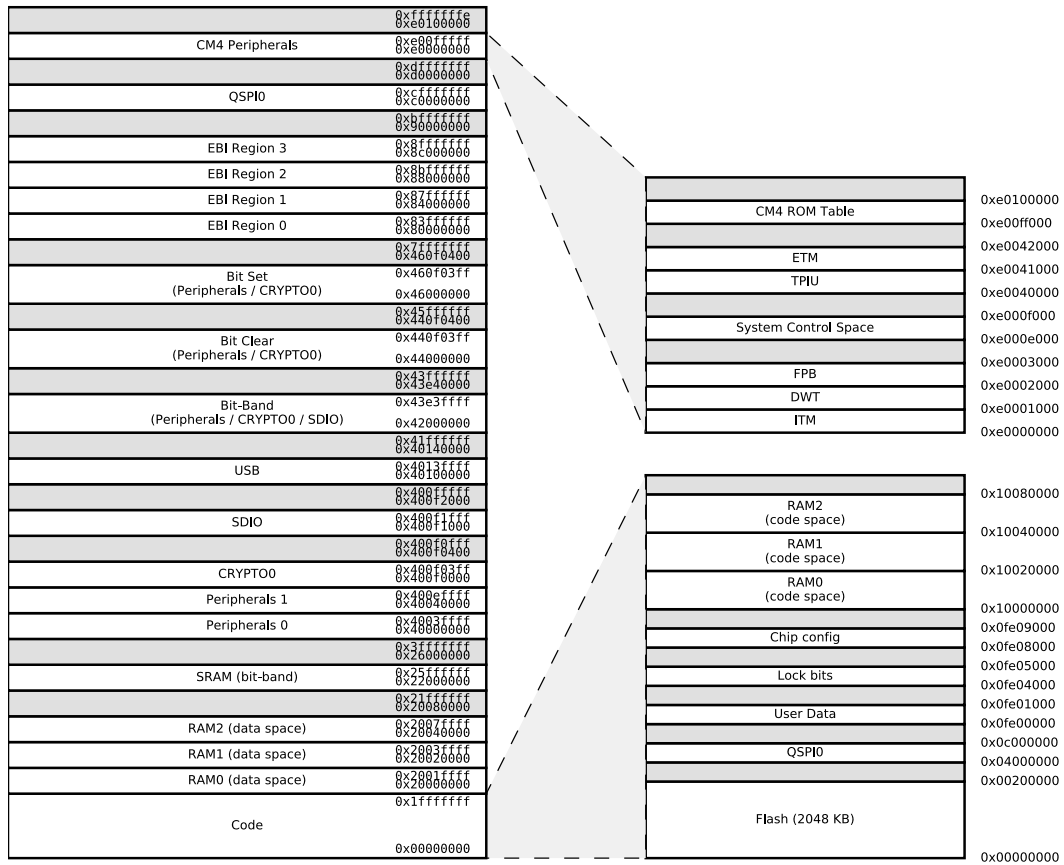 0xfffffffe
0xe0100000
CM4 Peripherals
0xe00fffff
0xe0000000
0xdfffffff
0xd0000000
QSPI0
0xcfffffff
0xc0000000
0xbfffffff
0x90000000
EBI Region 3
0x8fffffff
0x8c000000
EBI Region 2
0x8bffffff
0x88000000
EBI Region 1
0x87ffffff
0x84000000
EBI Region 0
0x83ffffff
0x80000000
0x7fffffff
0x460f0400
Bit Set
(Peripherals / CRYPTO0)
0x460f03ff
0x46000000
0x45ffffff
0x440f0400
Bit Clear
(Peripherals / CRYPTO0)
0x440f03ff
0x44000000
0x43ffffff
0x43e40000
Bit-Band
(Peripherals / CRYPTO0 / SDIO)
0x43e3ffff
0x42000000
0x41ffffff
0x40140000
USB
0x4013ffff
0x40100000
0x400fffff
0x400f2000
SDIO
0x400f1fff
0x400f1000
0x400f0fff
0x400f0400
CRYPTO0
0x400f03ff
0x400f0000
Peripherals 1
0x400effff
0x40040000
Peripherals 0
0x4003ffff
0x40000000
0x3fffffff
0x26000000
SRAM (bit-band)
0x25ffffff
0x22000000
0x21ffffff
0x20080000
RAM2 (data space)
0x2007ffff
0x20040000
RAM1 (data space)
0x2003ffff
0x20020000
RAM0 (data space)
0x2001ffff
0x20000000
Code
0x1fffffff
0x00000000
0xe0100000
CM4 ROM Table
0xe00ff000
0xe0042000
ETM
0xe0041000
TPIU
0xe0040000
0xe000f000
System Control Space
0xe000e000
0xe0003000
FPB
0xe0002000
DWT
0xe0001000
ITM
0xe0000000
0x10080000
RAM2
(code space)
0x10040000
RAM1
(code space)
0x10020000
RAM0
(code space)
0x10000000
0x0fe09000
Chip config
0x0fe08000
0x0fe05000
Lock bits
0x0fe04000
0x0fe01000
User Data
0x0fe00000
0x0c000000
QSPI0
0x04000000
0x00200000
Flash (2048 KB)
0x00000000